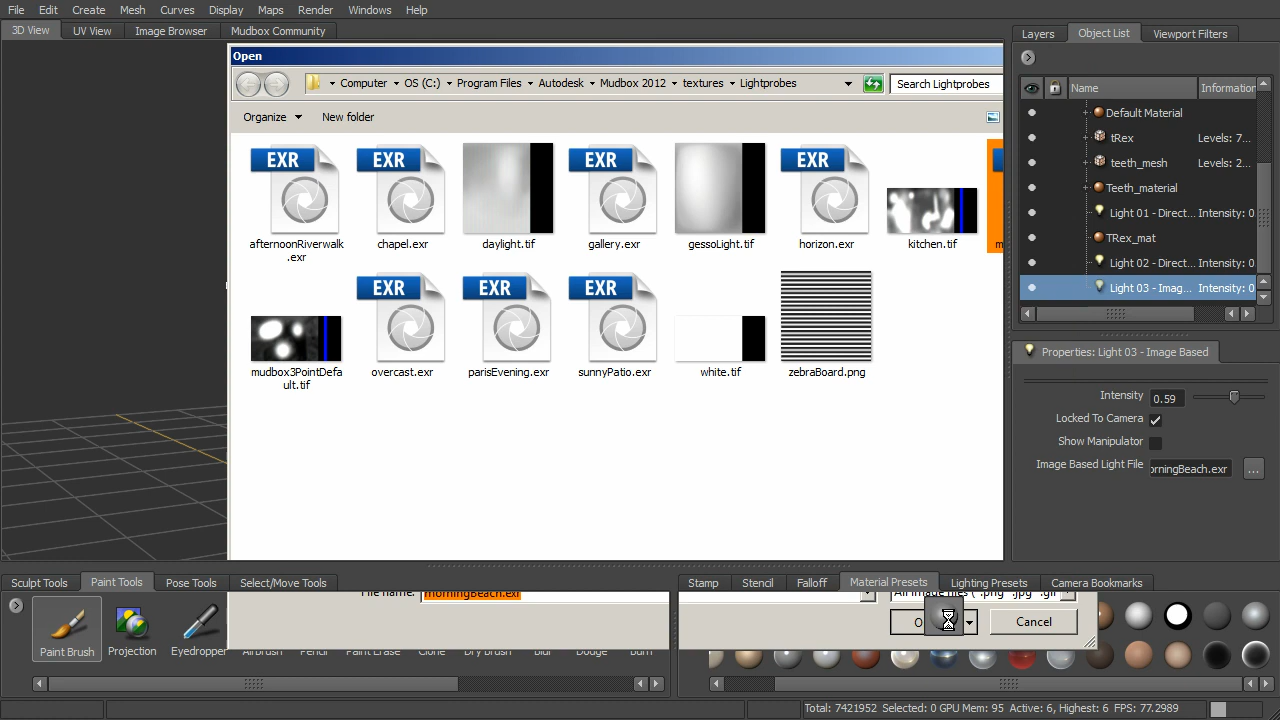 File Edit Create Mesh Curves Display Maps Render Windows Help
3D View UV View Image Browser Mudbox Community
Open
Computer OS (C:) Program Files Autodesk Mudbox 2012 textures Lightprobes Search Lightprobes
Organize New folder
EXR EXR EXR EXR
afternoonRiverwalk
.exr
chapel.exr
daylight.tif
gallery.exr
gessoLight.tif
horizon.exr
kitchen.tif
EXR EXR EXR
mudbox3PointDefa
ult.tif
overcast.exr
parisEvening.exr
sunnyPatio.exr
white.tif
zebraBoard.png
File name: morningBeach.exr
Cancel
Layers Object List Viewport Filters
Name Information
Default Material
tRex Levels: 7...
teeth_mesh Levels: 2...
Teeth_material
Light 01 - Direct... Intensity: 0
TRex_mat
Light 02 - Direct... Intensity: 0
Light 03 - Imag... Intensity: 0
Properties: Light 03 - Image Based
Intensity 0.59
Locked To Camera
Show Manipulator
Image Based Light File orningBeach.exr ...
Sculpt Tools Paint Tools Pose Tools Select/Move Tools
Paint Brush Projection Eyedropper Airbrush Pencil Paint Erase Clone Dry Brush Blur Dodge Burn
Stamp Stencil Falloff Material Presets Lighting Presets Camera Bookmarks
Total: 7421952 Selected: 0 GPU Mem: 95 Active: 6, Highest: 6 FPS: 77.2989